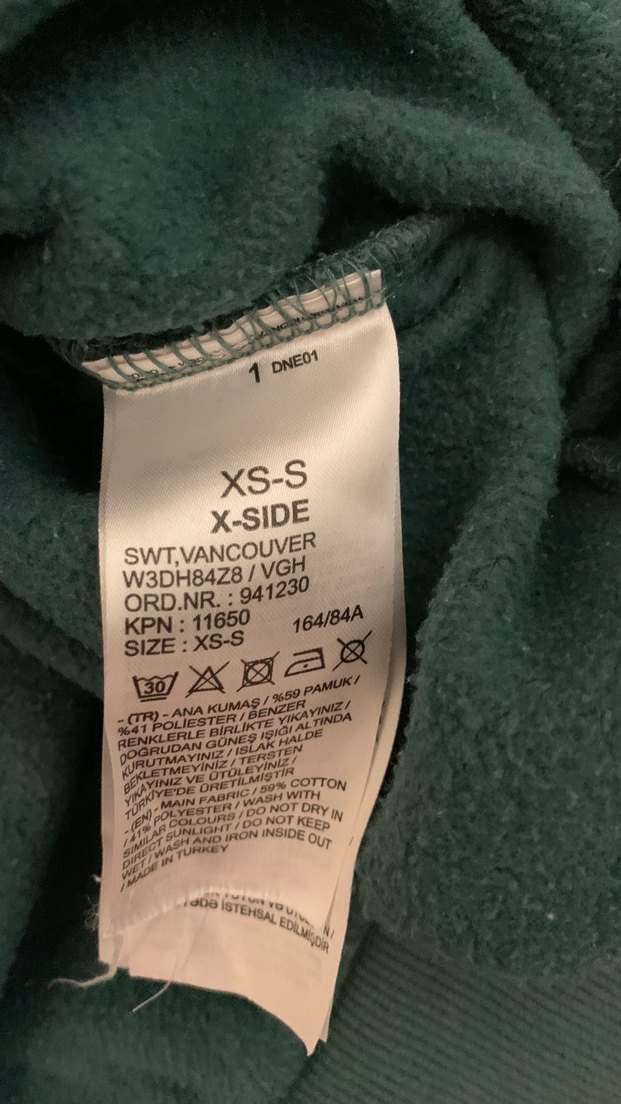 1 DNE01
XS-S
X-SIDE
SWT,VANCOUVER
W3DH84Z8 / VGH
ORD.NR. : 941230
KPN : 11650
SIZE : XS-S 164/84A
30
- (TR) - ANA KUMAŞ / %59 PAMUK /
%41 POLİESTER / BENZER
RENKLERLE BİRLİKTE YIKAYINIZ /
DOĞRUDAN GÜNEŞ IŞIĞI ALTINDA
KURUTMAYINIZ / ISLAK HALDE
BEKLETMEYİNİZ / TERSTEN
YIKAYINIZ VE ÜTÜLEYİNİZ /
TÜRKİYE'DE ÜRETİLMİŞTİR
- (EN) - MAIN FABRIC / 59% COTTON
/ 41% POLYESTER / WASH WITH
SIMILAR COLOURS / DO NOT DRY IN
DIRECT SUNLIGHT / DO NOT KEEP
WET / WASH AND IRON INSIDE OUT
/ MADE IN TURKEY
İSTEHSAL EDİLMİŞDİR